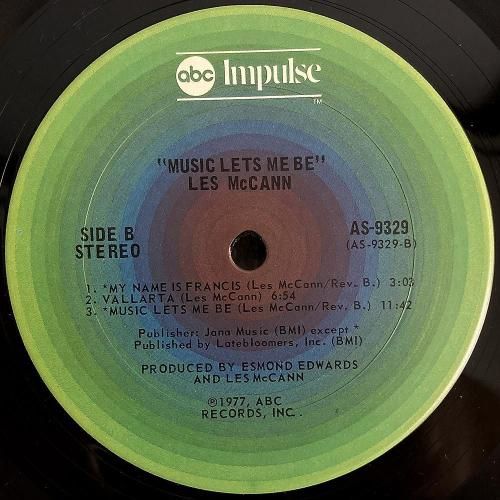 abc Impulse
TM
"MUSIC LETS ME BE"
LES McCANN
SIDE B
STEREO
AS-9329
(AS-9329-B)
1. *MY NAME IS FRANCIS (Les McCann/Rev. B.) 3:03
2. VALLARTA (Les McCann) 6:54
3. *MUSIC LETS ME BE (Les McCann/Rev. B.) 11:42
Publisher: Jana Music (BMI) except *
Published by Latebloomers, Inc. (BMI)
PRODUCED BY ESMOND EDWARDS
AND LES McCANN
℗1977, ABC
RECORDS, INC.